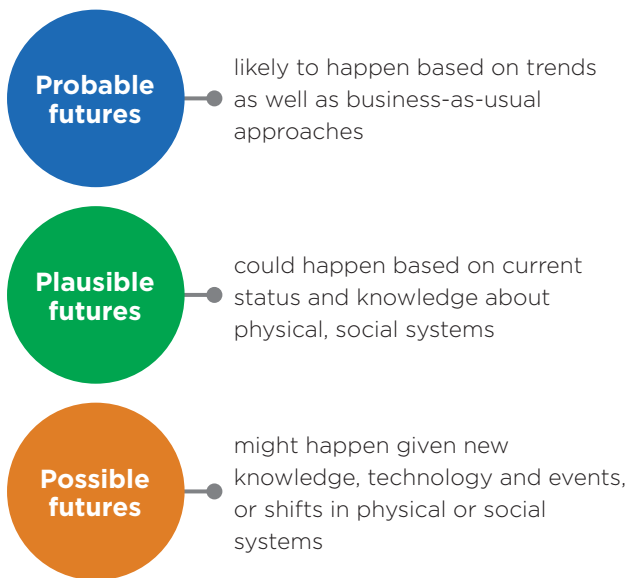 Probable
futures
likely to happen based on trends
as well as business-as-usual
approaches
Plausible
futures
could happen based on current
status and knowledge about
physical, social systems
Possible
futures
might happen given new
knowledge, technology and events,
or shifts in physical or social
systems